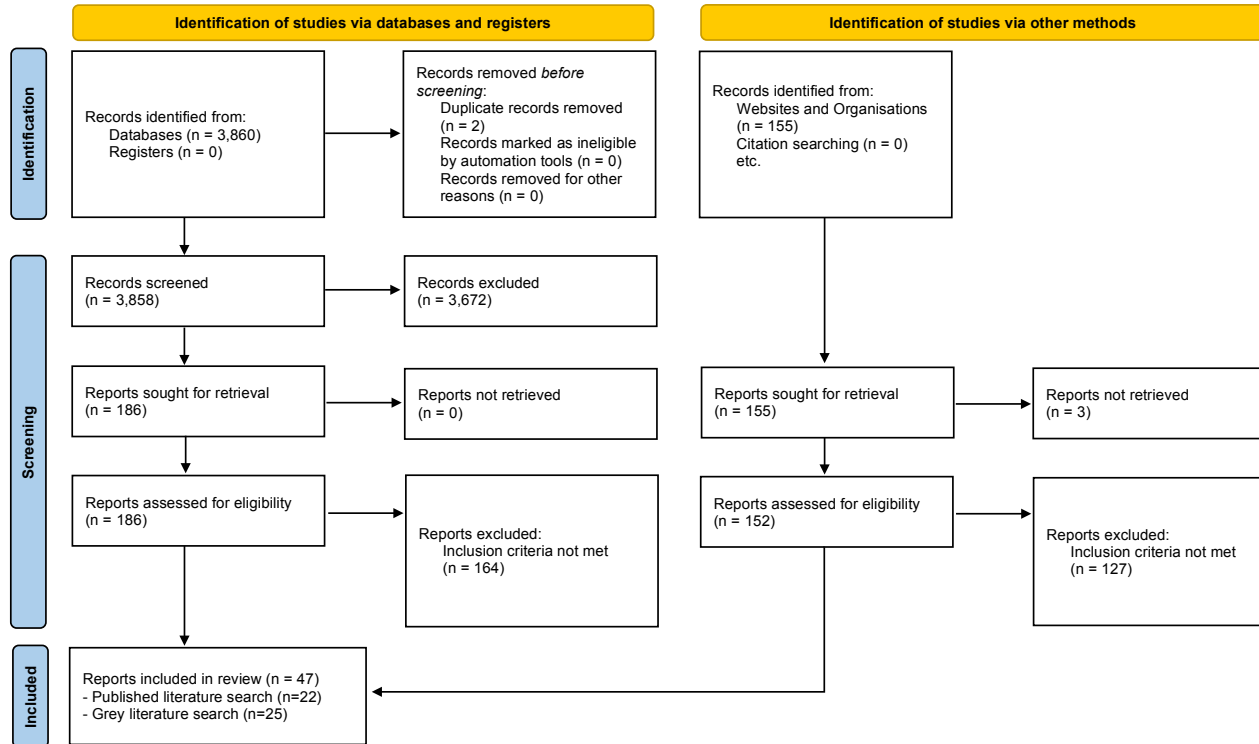 Identification of studies via databases and registers
Identification of studies via other methods
Identification
Records identified from:
Databases (n = 3,860)
Registers (n = 0)
Records removed before
screening:
Duplicate records removed
(n = 2)
Records marked as ineligible
by automation tools (n = 0)
Records removed for other
reasons (n = 0)
Records identified from:
Websites and Organisations
(n = 155)
Citation searching (n = 0)
etc.
Screening
Records screened
(n = 3,858)
Records excluded
(n = 3,672)
Reports sought for retrieval
(n = 186)
Reports not retrieved
(n = 0)
Reports sought for retrieval
(n = 155)
Reports not retrieved
(n = 3)
Reports assessed for eligibility
(n = 186)
Reports excluded:
Inclusion criteria not met
(n = 164)
Reports assessed for eligibility
(n = 152)
Reports excluded:
Inclusion criteria not met
(n = 127)
Included
Reports included in review (n = 47)
- Published literature search (n=22)
- Grey literature search (n=25)